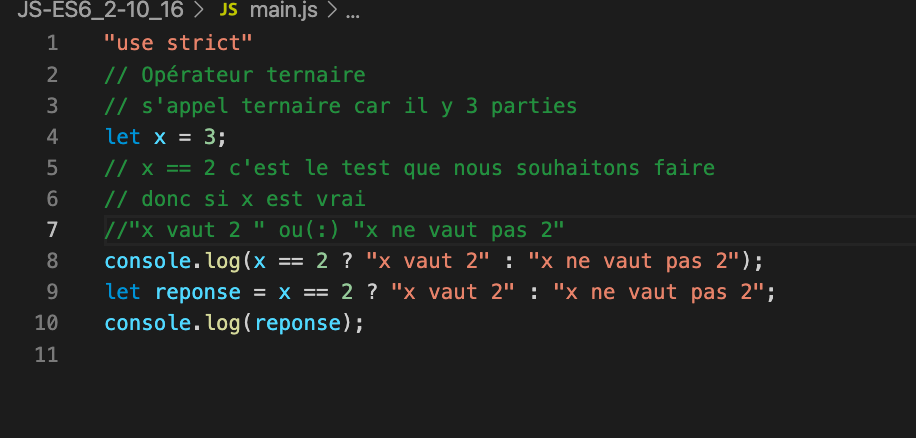 JS-ES6_2-10_16 > JS main.js > ...
1 "use strict"
2 // Opérateur ternaire
3 // s'appel ternaire car il y 3 parties
4 let x = 3;
5 // x == 2 c'est le test que nous souhaitons faire
6 // donc si x est vrai
7 //"x vaut 2 " ou(:) "x ne vaut pas 2"
8 console.log(x == 2 ? "x vaut 2" : "x ne vaut pas 2");
9 let reponse = x == 2 ? "x vaut 2" : "x ne vaut pas 2";
10 console.log(reponse);
11